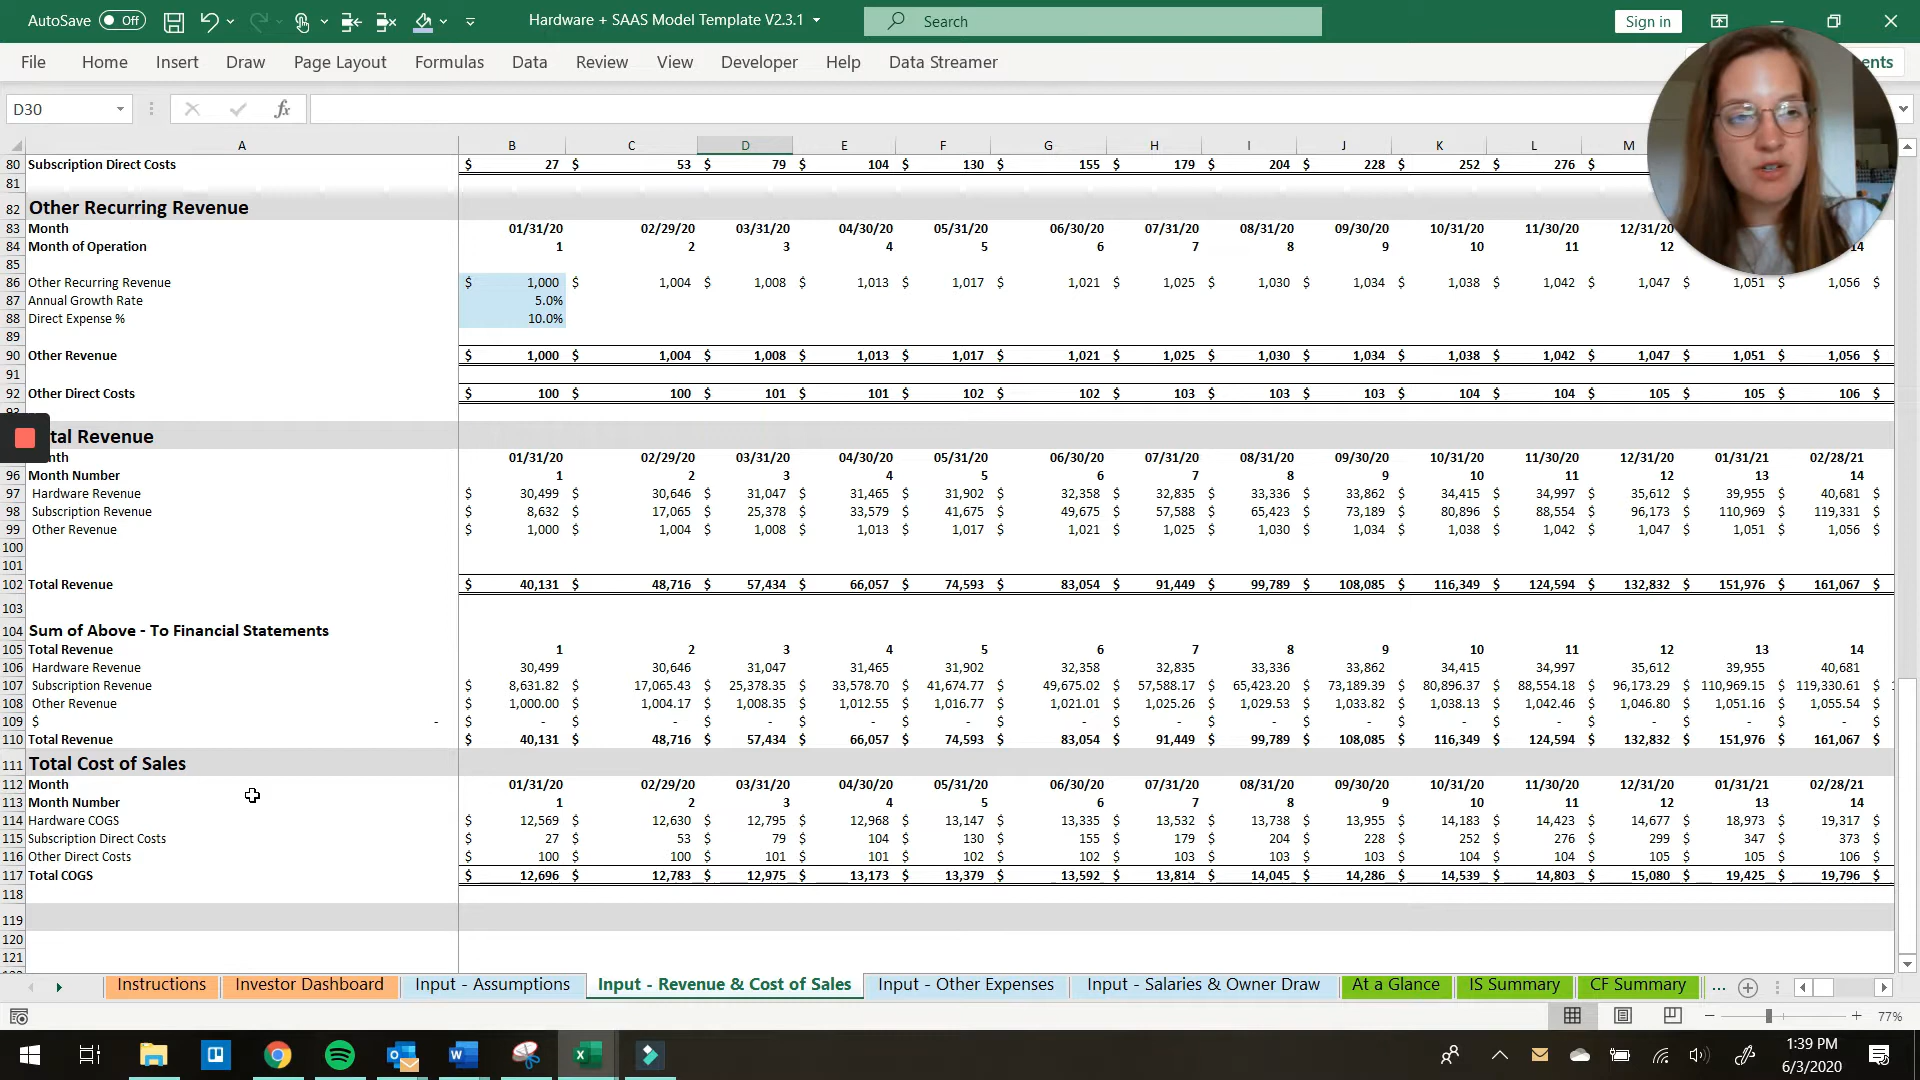 AutoSave Off Hardware + SAAS Model Template V2.3.1 Search Sign in
File Home Insert Draw Page Layout Formulas Data Review View Developer Help Data Streamer ents
D30 fx
A B C D E F G H I J K L M
80 Subscription Direct Costs $ 27 $ 53 $ 79 $ 104 $ 130 $ 155 $ 179 $ 204 $ 228 $ 252 $ 276 $
81
82 Other Recurring Revenue
83 Month 01/31/20 02/29/20 03/31/20 04/30/20 05/31/20 06/30/20 07/31/20 08/31/20 09/30/20 10/31/20 11/30/20 12/31/20
84 Month of Operation 1 2 3 4 5 6 7 8 9 10 11 12 14
85
86 Other Recurring Revenue $ 1,000 $ 1,004 $ 1,008 $ 1,013 $ 1,017 $ 1,021 $ 1,025 $ 1,030 $ 1,034 $ 1,038 $ 1,042 $ 1,047 $ 1,051 $ 1,056 $
87 Annual Growth Rate 5.0%
88 Direct Expense % 10.0%
89
90 Other Revenue $ 1,000 $ 1,004 $ 1,008 $ 1,013 $ 1,017 $ 1,021 $ 1,025 $ 1,030 $ 1,034 $ 1,038 $ 1,042 $ 1,047 $ 1,051 $ 1,056 $
91
92 Other Direct Costs $ 100 $ 100 $ 101 $ 101 $ 102 $ 102 $ 103 $ 103 $ 103 $ 104 $ 104 $ 105 $ 105 $ 106 $
tal Revenue
nth 01/31/20 02/29/20 03/31/20 04/30/20 05/31/20 06/30/20 07/31/20 08/31/20 09/30/20 10/31/20 11/30/20 12/31/20 01/31/21 02/28/21
96 Month Number 1 2 3 4 5 6 7 8 9 10 11 12 13 14
97 Hardware Revenue $ 30,499 $ 30,646 $ 31,047 $ 31,465 $ 31,902 $ 32,358 $ 32,835 $ 33,336 $ 33,862 $ 34,415 $ 34,997 $ 35,612 $ 39,955 $ 40,681 $
98 Subscription Revenue $ 8,632 $ 17,065 $ 25,378 $ 33,579 $ 41,675 $ 49,675 $ 57,588 $ 65,423 $ 73,189 $ 80,896 $ 88,554 $ 96,173 $ 110,969 $ 119,331 $
99 Other Revenue $ 1,000 $ 1,004 $ 1,008 $ 1,013 $ 1,017 $ 1,021 $ 1,025 $ 1,030 $ 1,034 $ 1,038 $ 1,042 $ 1,047 $ 1,051 $ 1,056 $
100
101
102 Total Revenue $ 40,131 $ 48,716 $ 57,434 $ 66,057 $ 74,593 $ 83,054 $ 91,449 $ 99,789 $ 108,085 $ 116,349 $ 124,594 $ 132,832 $ 151,976 $ 161,067 $
103
104 Sum of Above - To Financial Statements
105 Total Revenue 1 2 3 4 5 6 7 8 9 10 11 12 13 14
106 Hardware Revenue 30,499 30,646 31,047 31,465 31,902 32,358 32,835 33,336 33,862 34,415 34,997 35,612 39,955 40,681
107 Subscription Revenue $ 8,631.82 $ 17,065.43 $ 25,378.35 $ 33,578.70 $ 41,674.77 $ 49,675.02 $ 57,588.17 $ 65,423.20 $ 73,189.39 $ 80,896.37 $ 88,554.18 $ 96,173.29 $ 110,969.15 $ 119,330.61 $
108 Other Revenue $ 1,000.00 $ 1,004.17 $ 1,008.35 $ 1,012.55 $ 1,016.77 $ 1,021.01 $ 1,025.26 $ 1,029.53 $ 1,033.82 $ 1,038.13 $ 1,042.46 $ 1,046.80 $ 1,051.16 $ 1,055.54 $
109 $ - $ - $ - $ - $ - $ - $ - $ - $ - $ - $ - $ - $ - $ - $ - $
110 Total Revenue $ 40,131 $ 48,716 $ 57,434 $ 66,057 $ 74,593 $ 83,054 $ 91,449 $ 99,789 $ 108,085 $ 116,349 $ 124,594 $ 132,832 $ 151,976 $ 161,067 $
111 Total Cost of Sales
112 Month 01/31/20 02/29/20 03/31/20 04/30/20 05/31/20 06/30/20 07/31/20 08/31/20 09/30/20 10/31/20 11/30/20 12/31/20 01/31/21 02/28/21
113 Month Number 1 2 3 4 5 6 7 8 9 10 11 12 13 14
114 Hardware COGS $ 12,569 $ 12,630 $ 12,795 $ 12,968 $ 13,147 $ 13,335 $ 13,532 $ 13,738 $ 13,955 $ 14,183 $ 14,423 $ 14,677 $ 18,973 $ 19,317 $
115 Subscription Direct Costs $ 27 $ 53 $ 79 $ 104 $ 130 $ 155 $ 179 $ 204 $ 228 $ 252 $ 276 $ 299 $ 347 $ 373 $
116 Other Direct Costs $ 100 $ 100 $ 101 $ 101 $ 102 $ 102 $ 103 $ 103 $ 103 $ 104 $ 104 $ 105 $ 105 $ 106 $
117 Total COGS $ 12,696 $ 12,783 $ 12,975 $ 13,173 $ 13,379 $ 13,592 $ 13,814 $ 14,045 $ 14,286 $ 14,539 $ 14,803 $ 15,080 $ 19,425 $ 19,796 $
118
119
120
121
Instructions Investor Dashboard Input - Assumptions Input - Revenue & Cost of Sales Input - Other Expenses Input - Salaries & Owner Draw At a Glance IS Summary CF Summary ...
77%
1:39 PM
6/3/2020